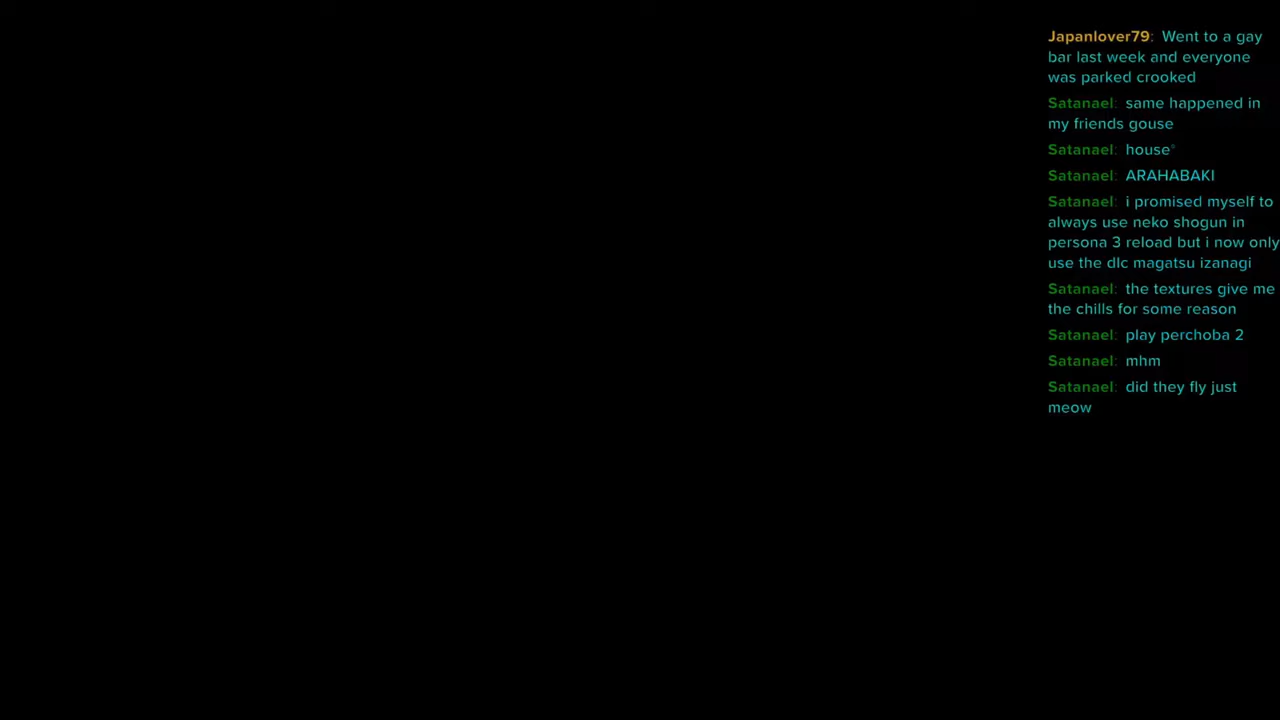 Japanlover79: Went to a gay
bar last week and everyone
was parked crooked
Satanael: same happened in
my friends gouse
Satanael: house*
Satanael: ARAHABAKI
Satanael: i promised myself to
always use neko shogun in
persona 3 reload but i now only
use the dlc magatsu izanagi
Satanael: the textures give me
the chills for some reason
Satanael: play perchoba 2
Satanael: mhm
Satanael: did they fly just
meow